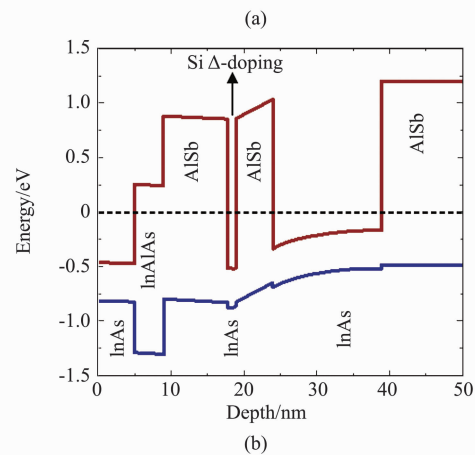 (a)
Si Δ-doping
1.5
1.0
0.5
0
-0.5
-1.0
-1.5
Energy/eV
InAs
InAlAs
AlSb
InAs
AlSb
InAs
AlSb
0
10
20
30
40
50
Depth/nm
(b)